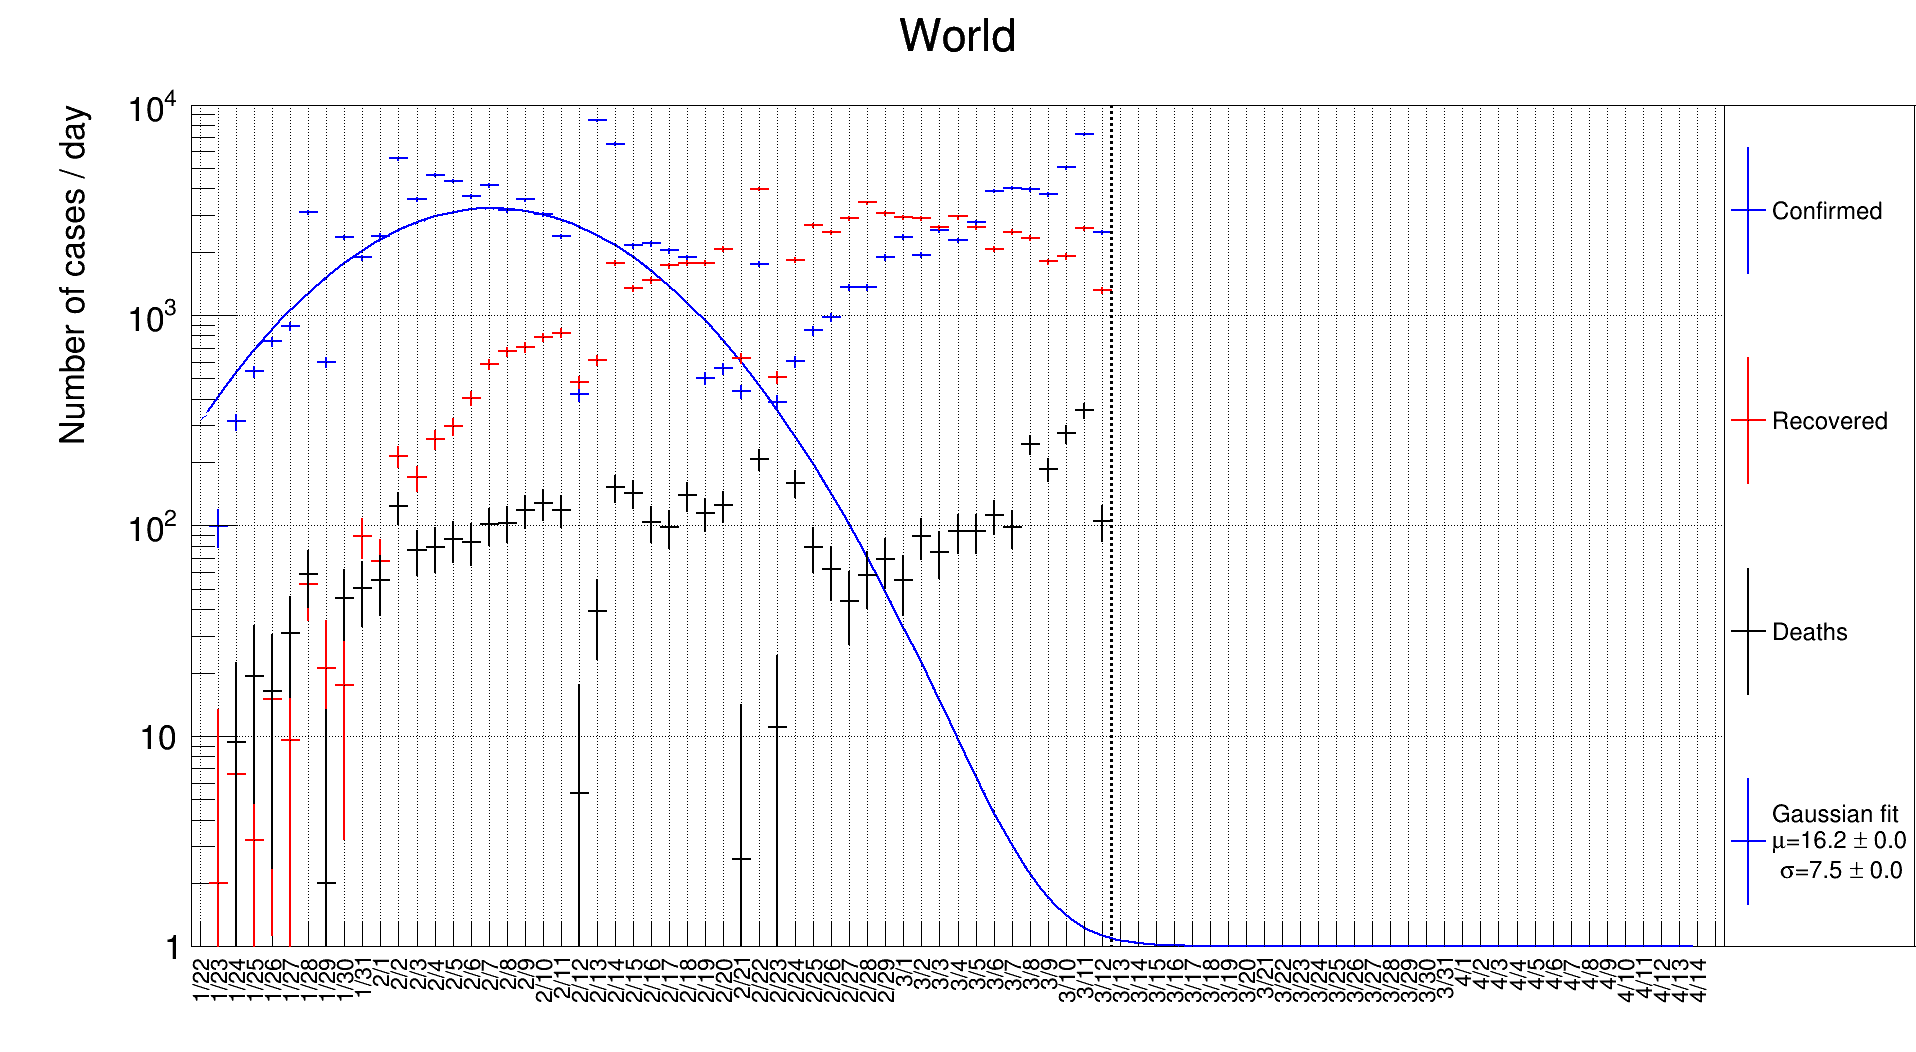 World
Number of cases / day
10⁴
10³
10²
10
1
1/22 1/23 1/24 1/25 1/26 1/27 1/28 1/29 1/30 1/31 2/1 2/2 2/3 2/4 2/5 2/6 2/7 2/8 2/9 2/10 2/11 2/12 2/13 2/14 2/15 2/16 2/17 2/18 2/19 2/20 2/21 2/22 2/23 2/24 2/25 2/26 2/27 2/28 2/29 3/1 3/2 3/3 3/4 3/5 3/6 3/7 3/8 3/9 3/10 3/11 3/12 3/13 3/14 3/15 3/16 3/17 3/18 3/19 3/20 3/21 3/22 3/23 3/24 3/25 3/26 3/27 3/28 3/29 3/30 3/31 4/1 4/2 4/3 4/4 4/5 4/6 4/7 4/8 4/9 4/10 4/11 4/12 4/13 4/14
Confirmed
Recovered
Deaths
Gaussian fit
μ=16.2 ± 0.0
σ=7.5 ± 0.0